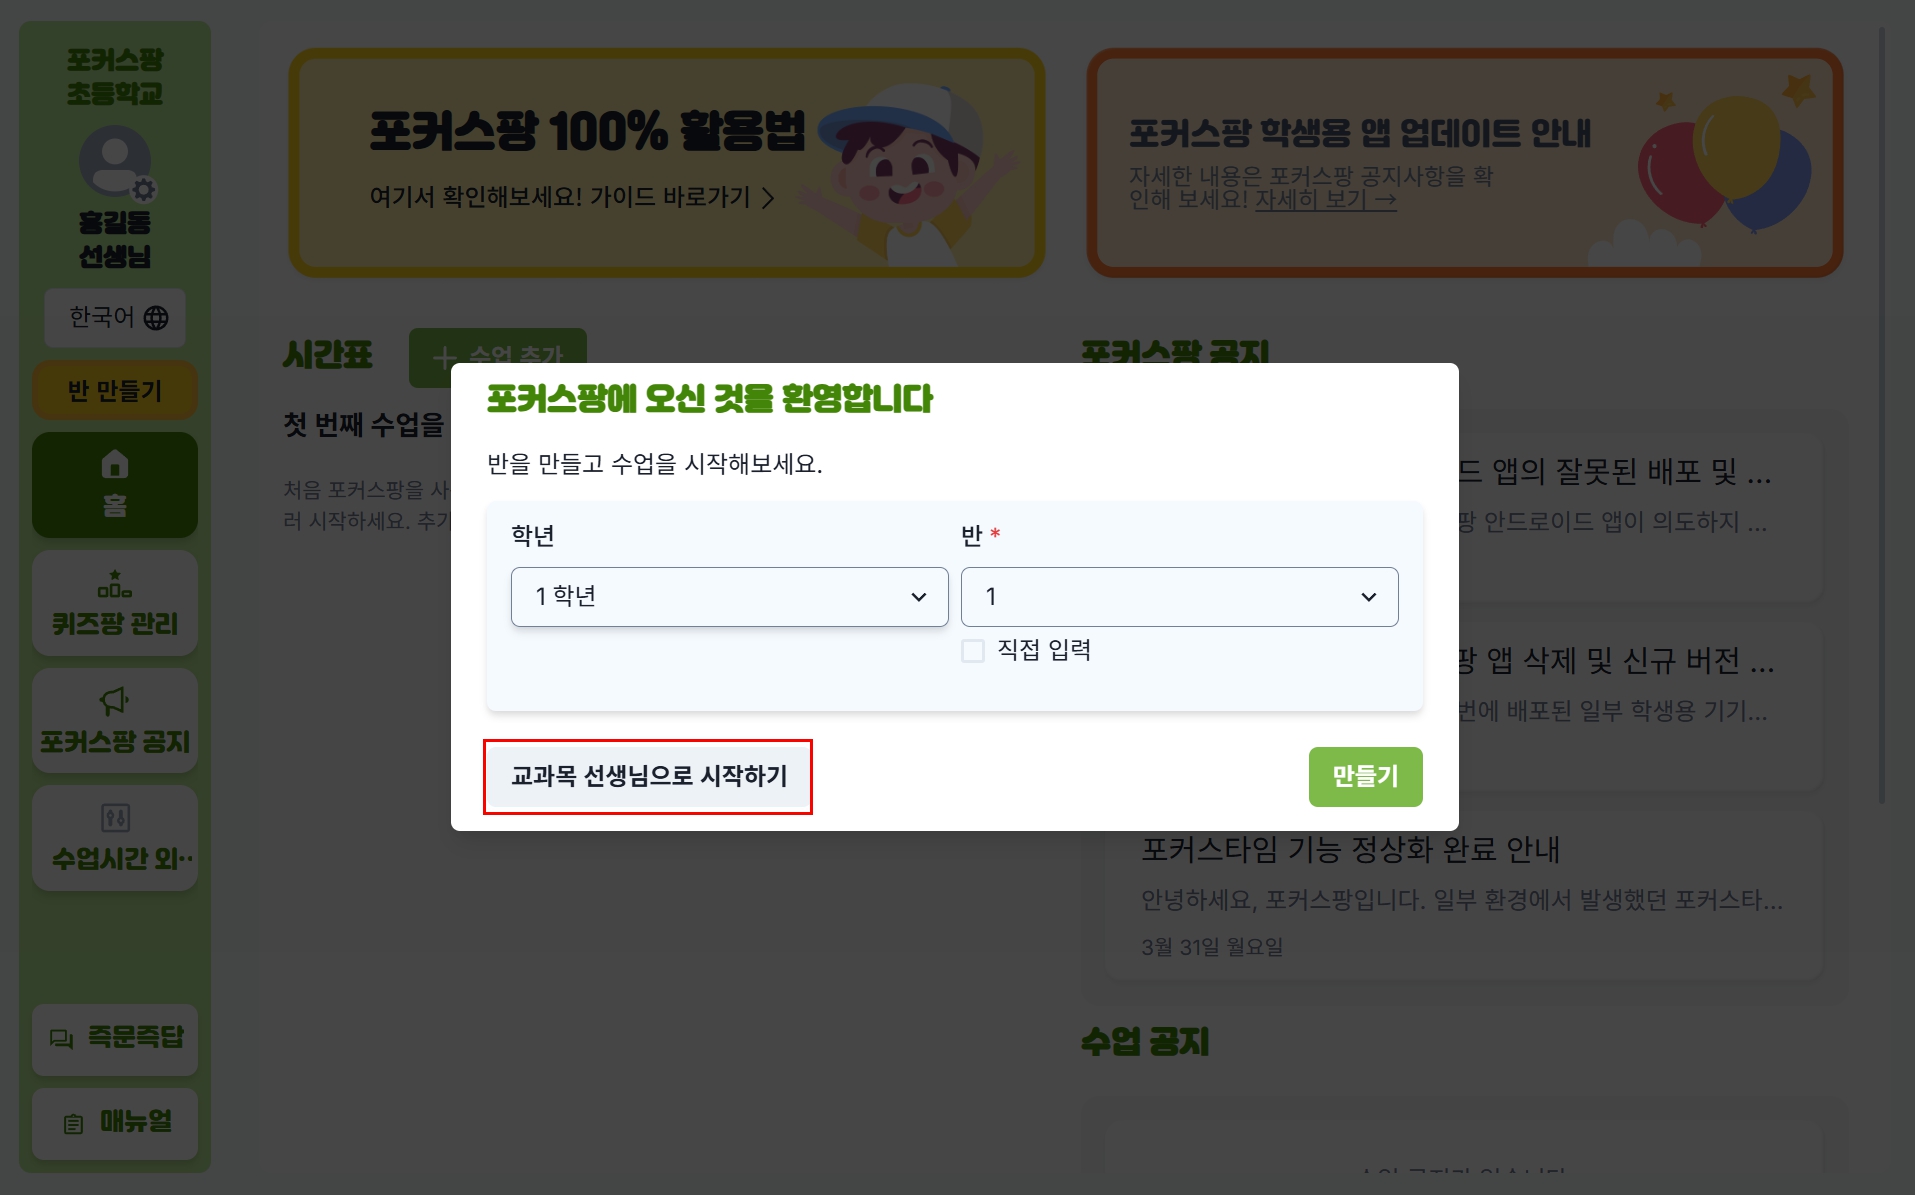 포커스팡
초등학교
홍길동
선생님
한국어
반 만들기
홈
퀴즈팡 관리
포커스팡 공지
수업시간 외··
즉문즉답
매뉴얼
포커스팡 100% 활용법
여기서 확인해보세요! 가이드 바로가기 >
포커스팡 학생용 앱 업데이트 안내
자세한 내용은 포커스팡 공지사항을 확
인해 보세요! 자세히 보기 →
시간표
+ 수업 추가
첫 번째 수업을
처음 포커스팡을 사
러 시작하세요. 추가
포커스팡에 오신 것을 환영합니다
반을 만들고 수업을 시작해보세요.
학년
반 *
1 학년
1
직접 입력
교과목 선생님으로 시작하기
만들기
포커스팡 공지
드 앱의 잘못된 배포 및 ...
팡 안드로이드 앱이 의도하지 ...
팡 앱 삭제 및 신규 버전 ...
번에 배포된 일부 학생용 기기...
포커스타임 기능 정상화 완료 안내
안녕하세요, 포커스팡입니다. 일부 환경에서 발생했던 포커스타...
3월 31일 월요일
수업 공지